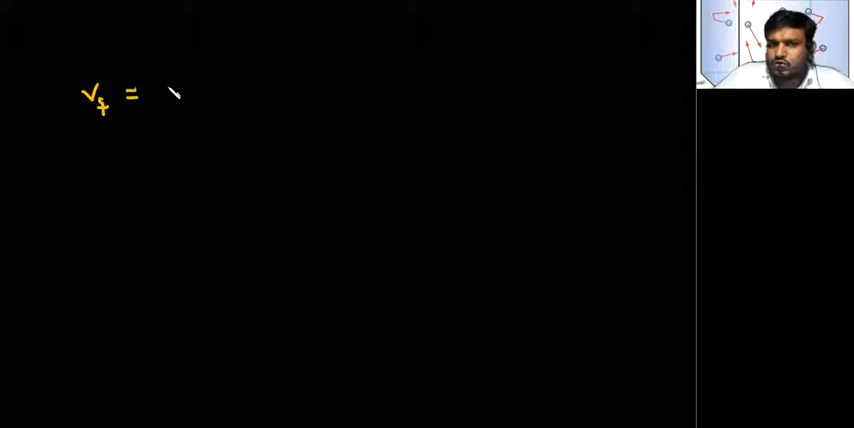 V_f =